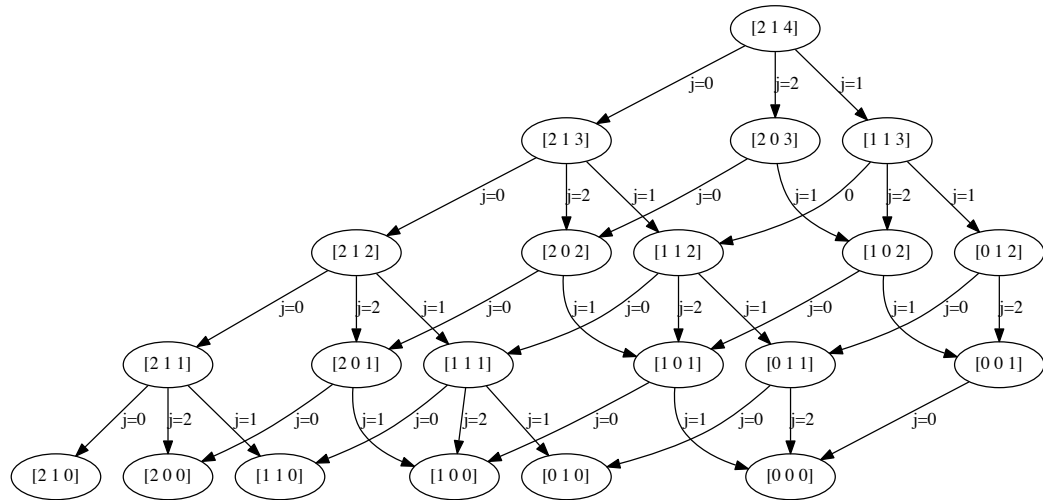 [2 1 4]
j=0 j=2 j=1
[2 1 3] [2 0 3] [1 1 3]
j=0 j=2 j=1 j=0 j=1 0 j=2 j=1
[2 1 2] [2 0 2] [1 1 2] [1 0 2] [0 1 2]
j=0 j=2 j=1 j=0 j=1 j=0 j=2 j=1 j=0 j=1 j=0 j=2
[2 1 1] [2 0 1] [1 1 1] [1 0 1] [0 1 1] [0 0 1]
j=0 j=2 j=1 j=0 j=1 j=0 j=2 j=1 j=0 j=1 j=0 j=2 j=0
[2 1 0] [2 0 0] [1 1 0] [1 0 0] [0 1 0] [0 0 0]